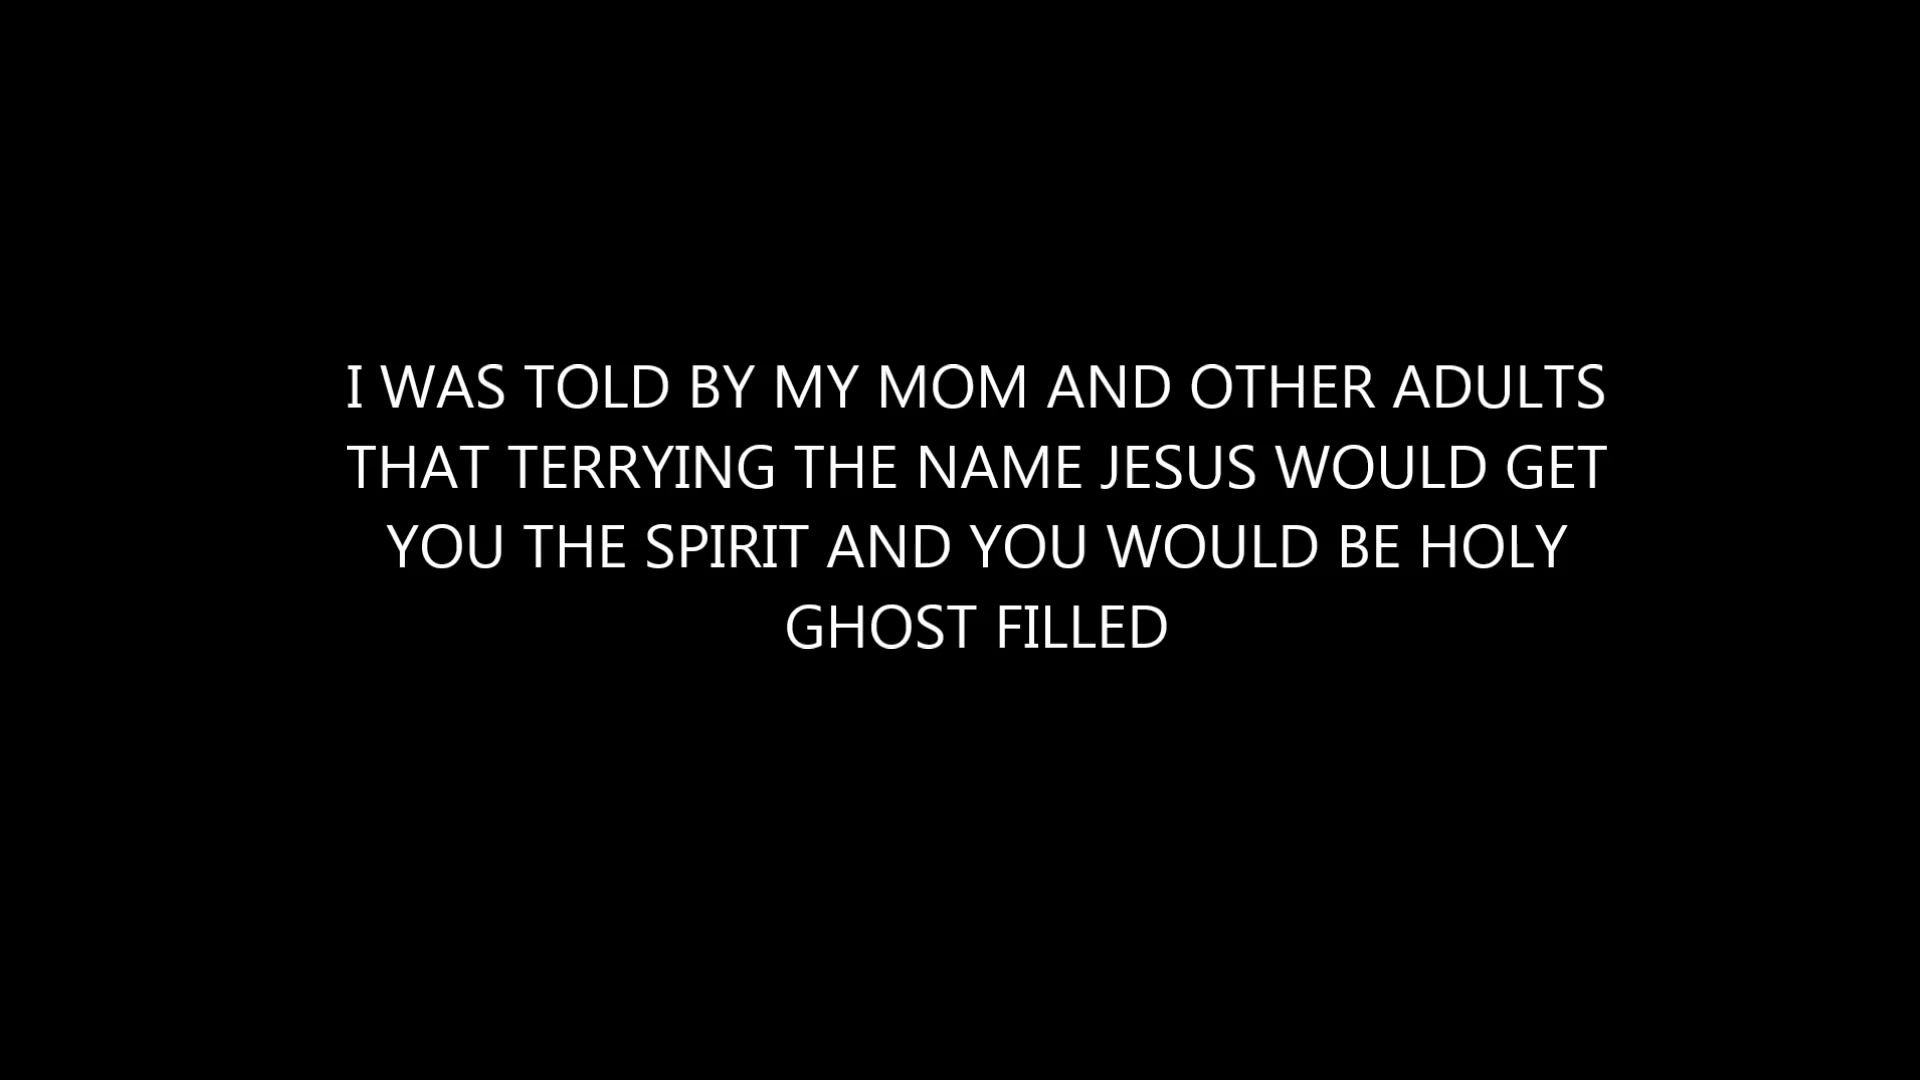 I WAS TOLD BY MY MOM AND OTHER ADULTS
THAT TERRYING THE NAME JESUS WOULD GET
YOU THE SPIRIT AND YOU WOULD BE HOLY
GHOST FILLED